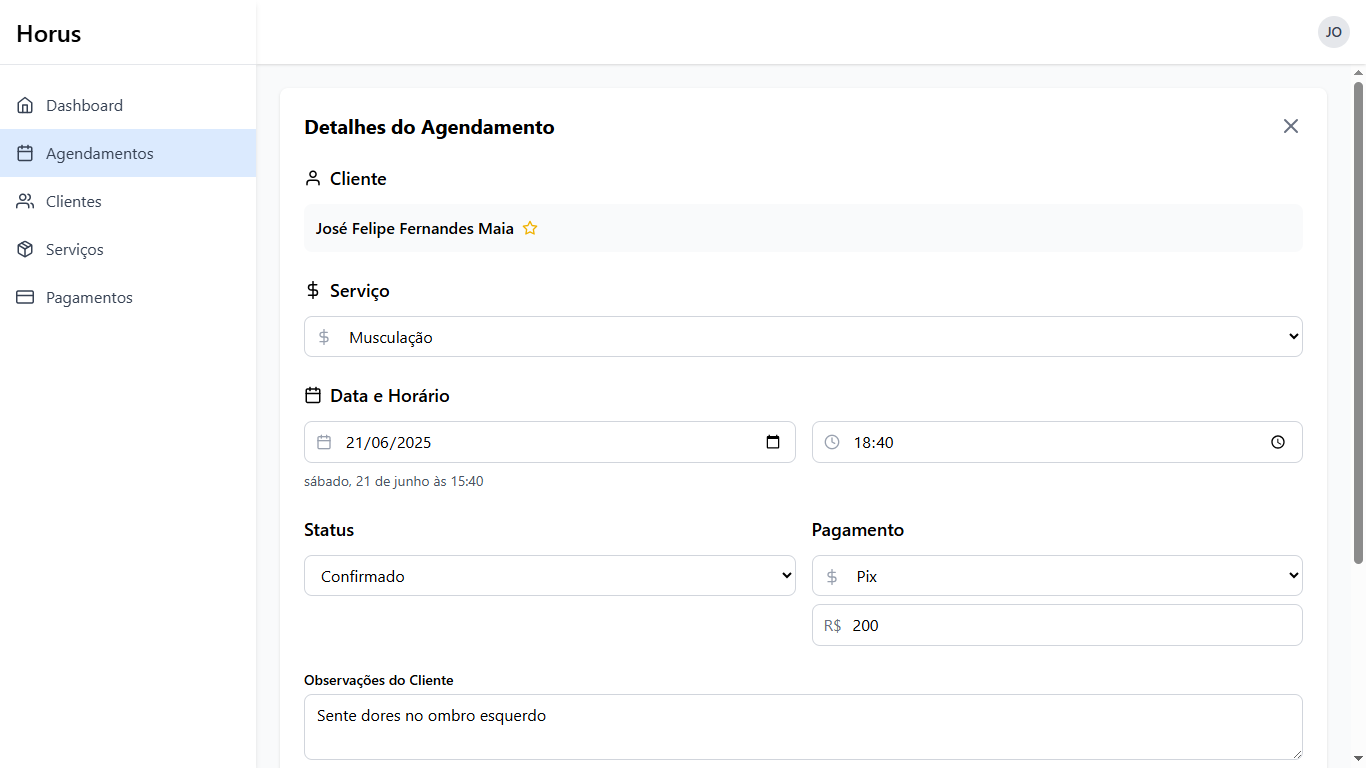 Horus
JO
Dashboard
Agendamentos
Clientes
Serviços
Pagamentos
Detalhes do Agendamento
Cliente
José Felipe Fernandes Maia
Serviço
Musculação
Data e Horário
21/06/2025
18:40
sábado, 21 de junho às 15:40
Status
Pagamento
Confirmado
Pix
R$ 200
Observações do Cliente
Sente dores no ombro esquerdo